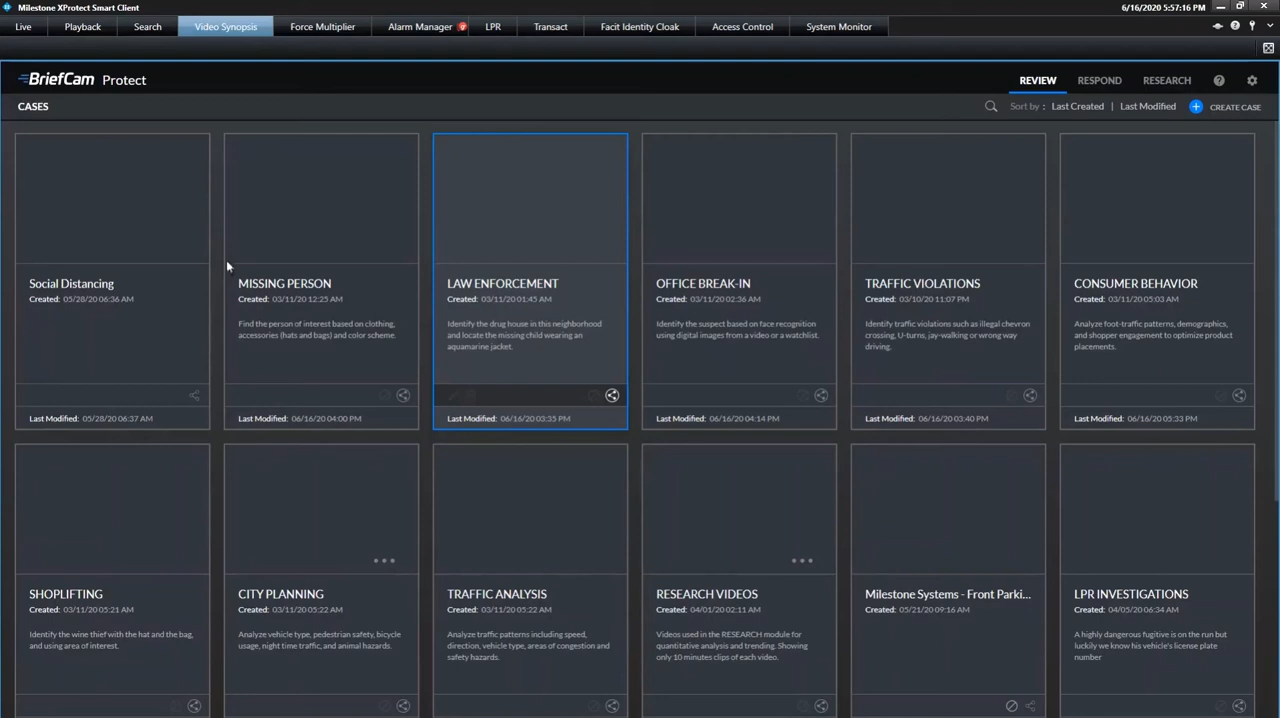 Milestone XProtect Smart Client
6/16/2020 5:57:16 PM
Live Playback Search Video Synopsis Force Multiplier Alarm Manager LPR Transact Facit Identity Cloak Access Control System Monitor
BriefCam Protect
REVIEW RESPOND RESEARCH
CASES
Sort by : Last Created | Last Modified CREATE CASE
Social Distancing
Created: 05/28/20 06:36 AM
Last Modified: 05/28/20 06:37 AM
MISSING PERSON
Created: 03/11/20 12:25 AM
Find the person of interest based on clothing,
accessories (hats and bags) and color scheme.
Last Modified: 06/16/20 04:00 PM
LAW ENFORCEMENT
Created: 03/11/20 01:45 AM
Identify the drug house in this neighborhood
and locate the missing child wearing an
aquamarine jacket.
Last Modified: 06/16/20 03:35 PM
OFFICE BREAK-IN
Created: 03/11/20 02:36 AM
Identify the suspect based on face recognition
using digital images from a video or a watchlist.
Last Modified: 06/16/20 04:14 PM
TRAFFIC VIOLATIONS
Created: 03/10/20 11:07 PM
Identify traffic violations such as illegal chevron
crossing, U-turns, jay-walking or wrong way
driving.
Last Modified: 06/16/20 03:40 PM
CONSUMER BEHAVIOR
Created: 03/11/20 05:03 AM
Analyze foot-traffic patterns, demographics,
and shopper engagement to optimize product
placements.
Last Modified: 06/16/20 05:33 PM
SHOPLIFTING
Created: 03/11/20 05:21 AM
Identify the wine thief with the hat and the bag,
and using area of interest.
CITY PLANNING
Created: 03/11/20 05:22 AM
Analyze vehicle type, pedestrian safety, bicycle
usage, night time traffic, and animal hazards.
TRAFFIC ANALYSIS
Created: 03/11/20 05:22 AM
Analyze traffic patterns including speed,
direction, vehicle type, areas of congestion and
safety hazards.
RESEARCH VIDEOS
Created: 04/01/20 02:11 AM
Videos used in the RESEARCH module for
quantitative analysis and trending. Showing
only 10 minutes clips of each video.
Milestone Systems - Front Parki...
Created: 05/21/20 09:16 AM
LPR INVESTIGATIONS
Created: 04/05/20 06:34 AM
A highly dangerous fugitive is on the run but
luckily we know his vehicle's license plate
number